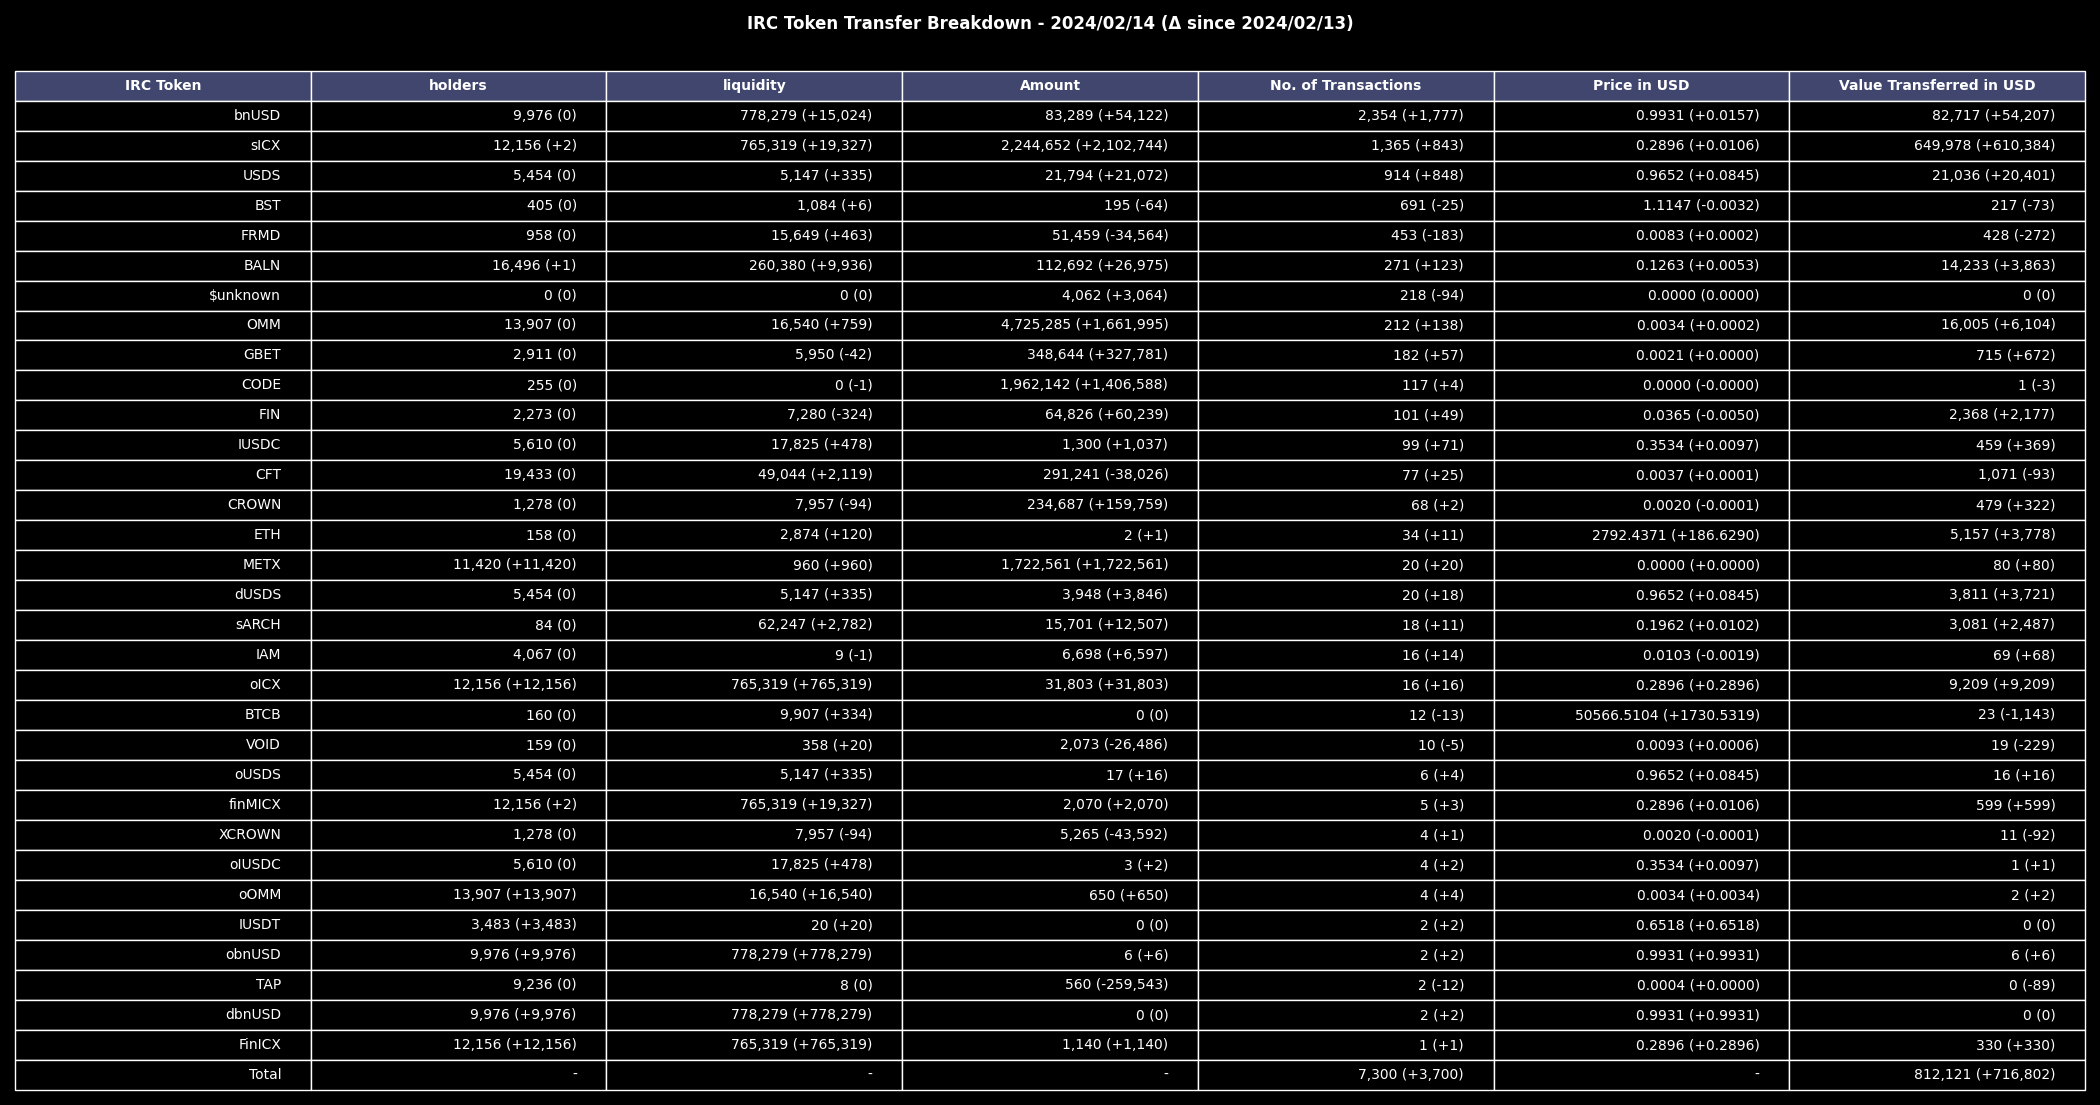 IRC Token Transfer Breakdown - 2024/02/14 (Δ since 2024/02/13)
IRC Token holders liquidity Amount No. of Transactions Price in USD Value Transferred in USD
bnUSD 9,976 (0) 778,279 (+15,024) 83,289 (+54,122) 2,354 (+1,777) 0.9931 (+0.0157) 82,717 (+54,207)
sICX 12,156 (+2) 765,319 (+19,327) 2,244,652 (+2,102,744) 1,365 (+843) 0.2896 (+0.0106) 649,978 (+610,384)
USDS 5,454 (0) 5,147 (+335) 21,794 (+21,072) 914 (+848) 0.9652 (+0.0845) 21,036 (+20,401)
BST 405 (0) 1,084 (+6) 195 (-64) 691 (-25) 1.1147 (-0.0032) 217 (-73)
FRMD 958 (0) 15,649 (+463) 51,459 (-34,564) 453 (-183) 0.0083 (+0.0002) 428 (-272)
BALN 16,496 (+1) 260,380 (+9,936) 112,692 (+26,975) 271 (+123) 0.1263 (+0.0053) 14,233 (+3,863)
$unknown 0 (0) 0 (0) 4,062 (+3,064) 218 (-94) 0.0000 (0.0000) 0 (0)
OMM 13,907 (0) 16,540 (+759) 4,725,285 (+1,661,995) 212 (+138) 0.0034 (+0.0002) 16,005 (+6,104)
GBET 2,911 (0) 5,950 (-42) 348,644 (+327,781) 182 (+57) 0.0021 (+0.0000) 715 (+672)
CODE 255 (0) 0 (-1) 1,962,142 (+1,406,588) 117 (+4) 0.0000 (-0.0000) 1 (-3)
FIN 2,273 (0) 7,280 (-324) 64,826 (+60,239) 101 (+49) 0.0365 (-0.0050) 2,368 (+2,177)
IUSDC 5,610 (0) 17,825 (+478) 1,300 (+1,037) 99 (+71) 0.3534 (+0.0097) 459 (+369)
CFT 19,433 (0) 49,044 (+2,119) 291,241 (-38,026) 77 (+25) 0.0037 (+0.0001) 1,071 (-93)
CROWN 1,278 (0) 7,957 (-94) 234,687 (+159,759) 68 (+2) 0.0020 (-0.0001) 479 (+322)
ETH 158 (0) 2,874 (+120) 2 (+1) 34 (+11) 2792.4371 (+186.6290) 5,157 (+3,778)
METX 11,420 (+11,420) 960 (+960) 1,722,561 (+1,722,561) 20 (+20) 0.0000 (+0.0000) 80 (+80)
dUSDS 5,454 (0) 5,147 (+335) 3,948 (+3,846) 20 (+18) 0.9652 (+0.0845) 3,811 (+3,721)
sARCH 84 (0) 62,247 (+2,782) 15,701 (+12,507) 18 (+11) 0.1962 (+0.0102) 3,081 (+2,487)
IAM 4,067 (0) 9 (-1) 6,698 (+6,597) 16 (+14) 0.0103 (-0.0019) 69 (+68)
oICX 12,156 (+12,156) 765,319 (+765,319) 31,803 (+31,803) 16 (+16) 0.2896 (+0.2896) 9,209 (+9,209)
BTCB 160 (0) 9,907 (+334) 0 (0) 12 (-13) 50566.5104 (+1730.5319) 23 (-1,143)
VOID 159 (0) 358 (+20) 2,073 (-26,486) 10 (-5) 0.0093 (+0.0006) 19 (-229)
oUSDS 5,454 (0) 5,147 (+335) 17 (+16) 6 (+4) 0.9652 (+0.0845) 16 (+16)
finMICX 12,156 (+2) 765,319 (+19,327) 2,070 (+2,070) 5 (+3) 0.2896 (+0.0106) 599 (+599)
XCROWN 1,278 (0) 7,957 (-94) 5,265 (-43,592) 4 (+1) 0.0020 (-0.0001) 11 (-92)
oIUSDC 5,610 (0) 17,825 (+478) 3 (+2) 4 (+2) 0.3534 (+0.0097) 1 (+1)
oOMM 13,907 (+13,907) 16,540 (+16,540) 650 (+650) 4 (+4) 0.0034 (+0.0034) 2 (+2)
IUSDT 3,483 (+3,483) 20 (+20) 0 (0) 2 (+2) 0.6518 (+0.6518) 0 (0)
obnUSD 9,976 (+9,976) 778,279 (+778,279) 6 (+6) 2 (+2) 0.9931 (+0.9931) 6 (+6)
TAP 9,236 (0) 8 (0) 560 (-259,543) 2 (-12) 0.0004 (+0.0000) 0 (-89)
dbnUSD 9,976 (+9,976) 778,279 (+778,279) 0 (0) 2 (+2) 0.9931 (+0.9931) 0 (0)
FinICX 12,156 (+12,156) 765,319 (+765,319) 1,140 (+1,140) 1 (+1) 0.2896 (+0.2896) 330 (+330)
Total - - - 7,300 (+3,700) - 812,121 (+716,802)